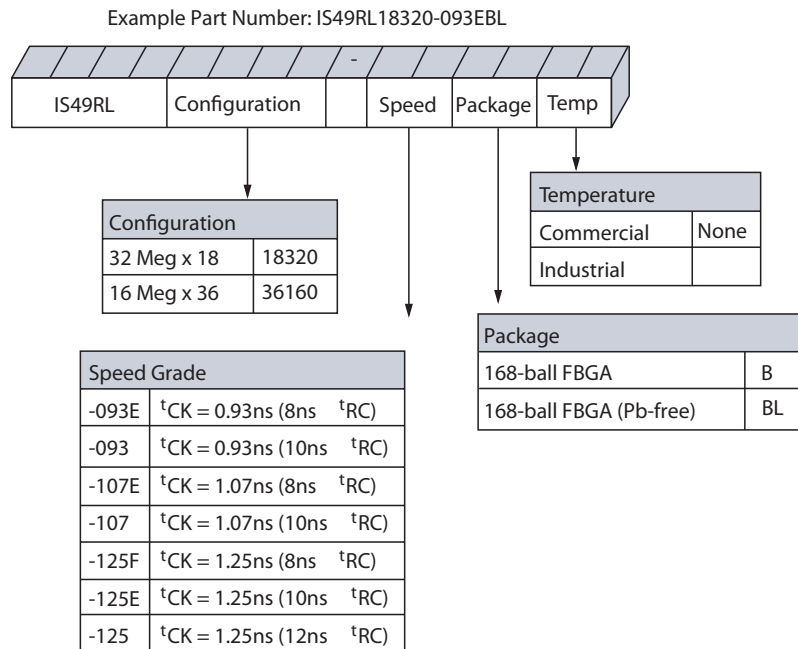 Example Part Number: IS49RL18320-093EBL
-
IS49RL Configuration Speed Package Temp
Configuration
32 Meg x 18 18320
16 Meg x 36 36160
Temperature
Commercial None
Industrial
Package
168-ball FBGA B
168-ball FBGA (Pb-free) BL
Speed Grade
-093E tCK = 0.93ns (8ns tRC)
-093 tCK = 0.93ns (10ns tRC)
-107E tCK = 1.07ns (8ns tRC)
-107 tCK = 1.07ns (10ns tRC)
-125F tCK = 1.25ns (8ns tRC)
-125E tCK = 1.25ns (10ns tRC)
-125 tCK = 1.25ns (12ns tRC)